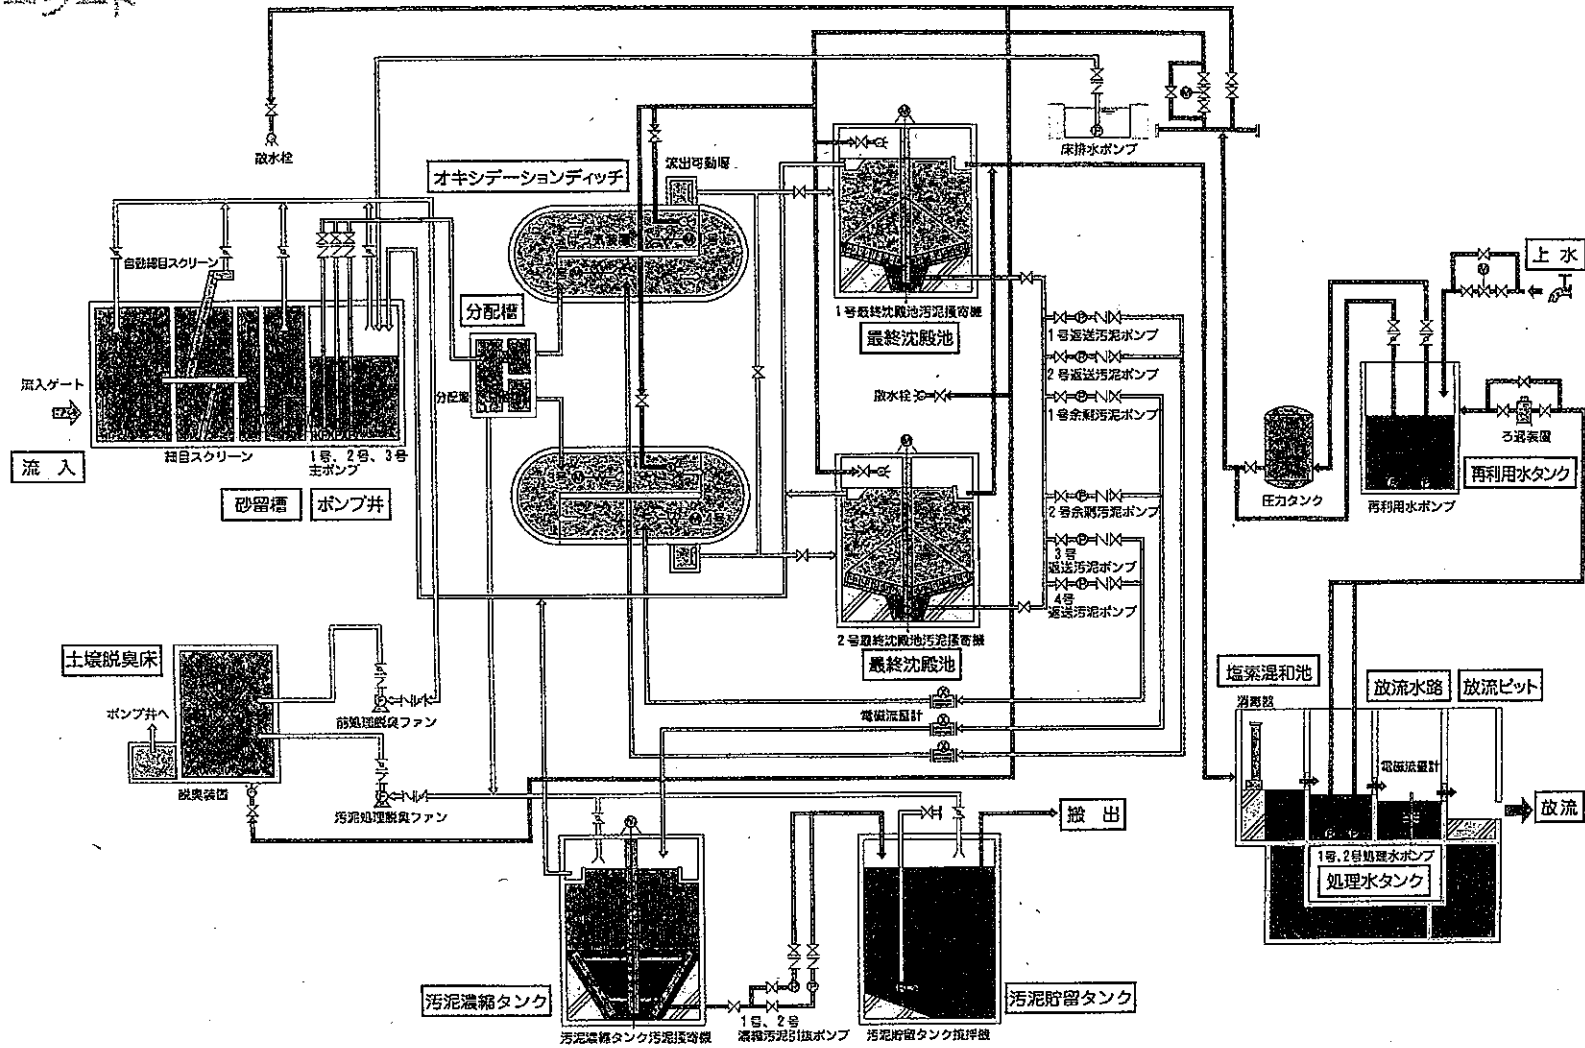 散水栓
オキシデーションディッチ
流出可動堰
床排水ポンプ
上水
自動細目スクリーン
分配槽
1号最終沈殿池汚泥掻寄機
最終沈殿池
1号返送汚泥ポンプ
2号返送汚泥ポンプ
1号余剰汚泥ポンプ
流入ゲート
分配槽
散水栓
ろ過装置
流入
細目スクリーン
1号、2号、3号
主ポンプ
砂留槽
ポンプ井
圧力タンク
再利用水ポンプ
再利用水タンク
2号余剰汚泥ポンプ
3号
返送汚泥ポンプ
4号
返送汚泥ポンプ
2号最終沈殿池汚泥掻寄機
最終沈殿池
土壌脱臭床
ポンプ井へ
前処理脱臭ファン
脱臭装置
汚泥処理脱臭ファン
電磁流量計
塩素混和池
放流水路
放流ピット
消毒器
電磁流量計
放流
搬出
1号、2号処理水ポンプ
処理水タンク
汚泥濃縮タンク
汚泥濃縮タンク汚泥掻寄機
1号、2号
濃縮汚泥引抜ポンプ
汚泥貯留タンク
汚泥貯留タンク撹拌機